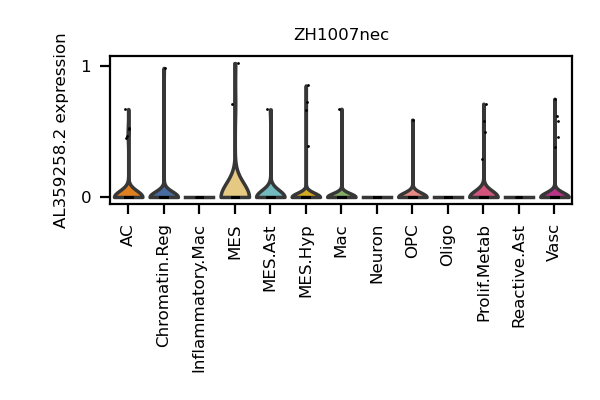 ZH1007nec
AL359258.2 expression
1
0
AC
Chromatin.Reg
Inflammatory.Mac
MES
MES.Ast
MES.Hyp
Mac
Neuron
OPC
Oligo
Prolif.Metab
Reactive.Ast
Vasc